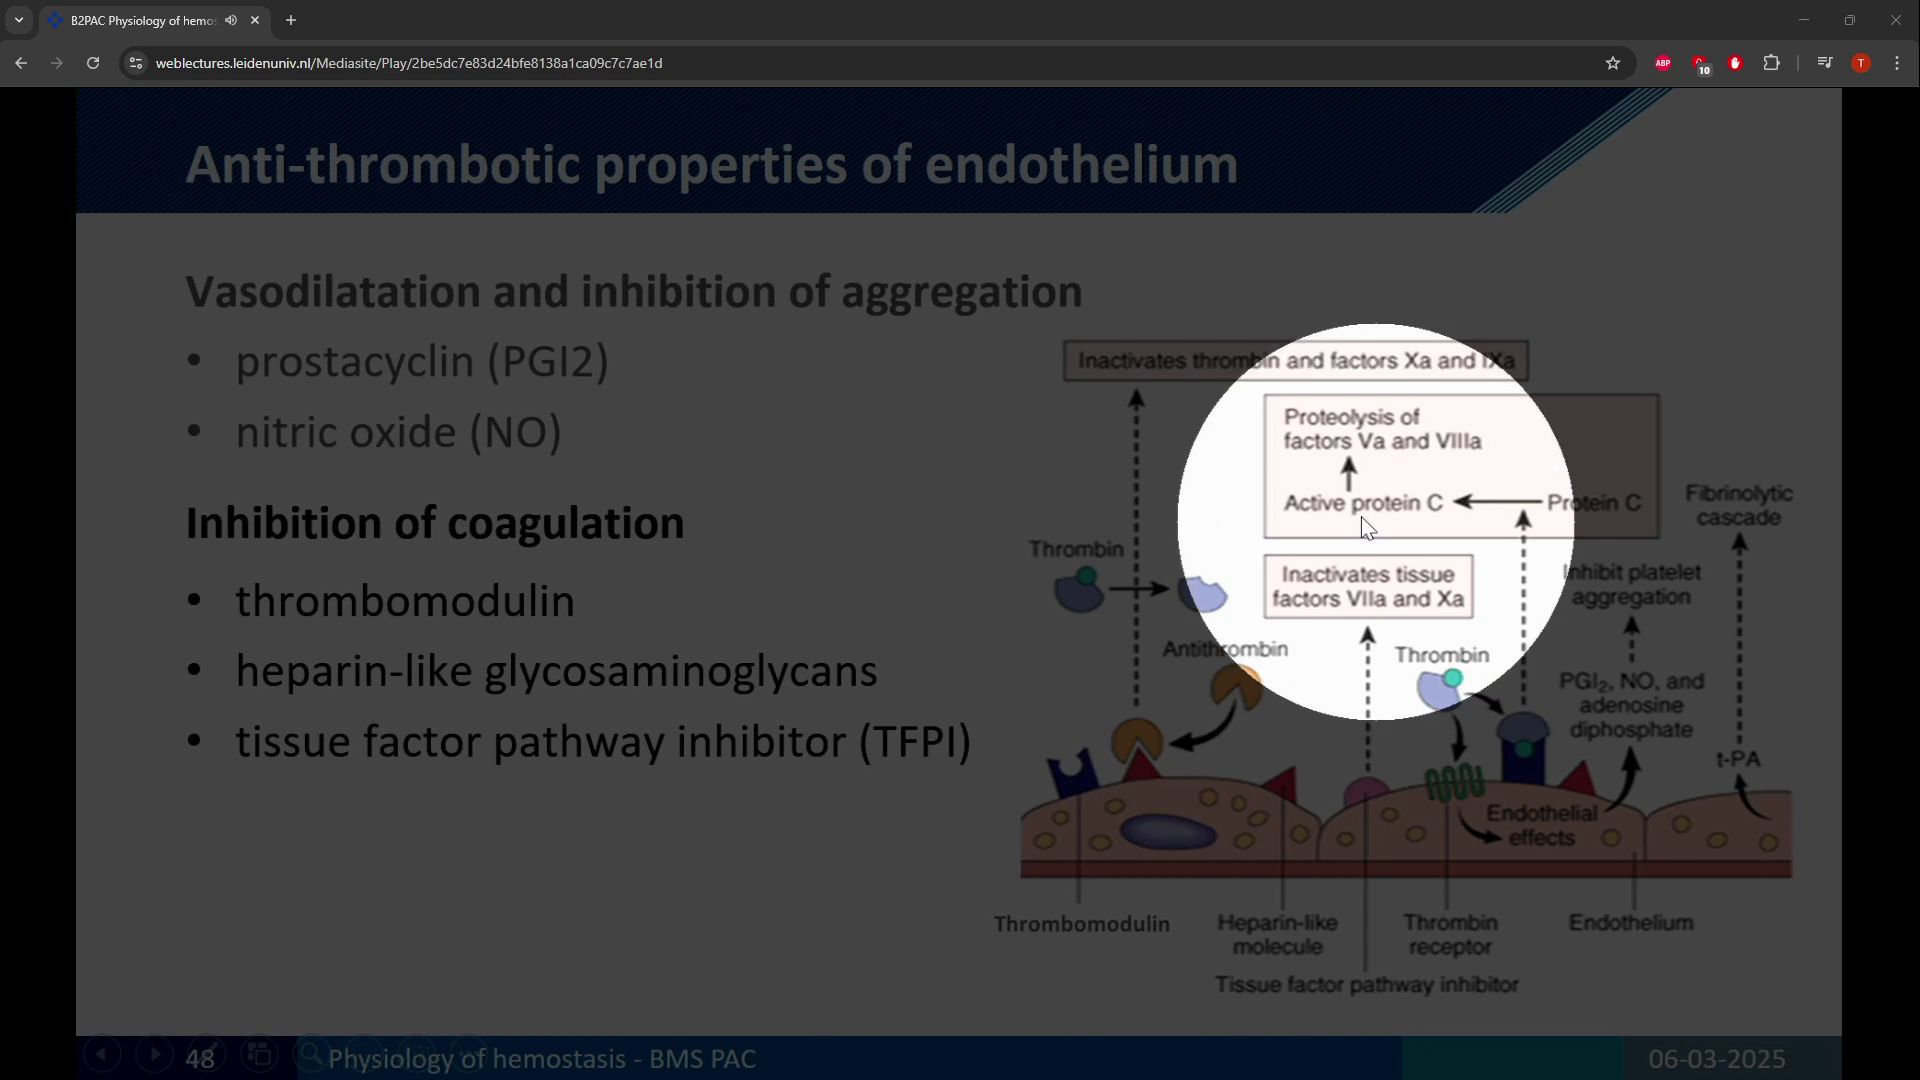 B2PAC Physiology of hemos
weblectures.leidenuniv.nl/Mediasite/Play/2be5dc7e83d24bfe8138a1ca09c7c7ae1d
ABP
10
T
Anti-thrombotic properties of endothelium
Vasodilatation and inhibition of aggregation
• prostacyclin (PGI2)
• nitric oxide (NO)
Inhibition of coagulation
• thrombomodulin
• heparin-like glycosaminoglycans
• tissue factor pathway inhibitor (TFPI)
Inactivates thrombin and factors Xa and IXa
Proteolysis of
factors Va and VIIIa
Active protein C
Protein C
Fibrinolytic
cascade
Thrombin
Inactivates tissue
factors VIIa and Xa
Inhibit platelet
aggregation
Antithrombin
Thrombin
PGI2, NO, and
adenosine
diphosphate
t-PA
Endothelial
effects
Thrombomodulin
Heparin-like
molecule
Thrombin
receptor
Endothelium
Tissue factor pathway inhibitor
48
Physiology of hemostasis - BMS PAC
06-03-2025